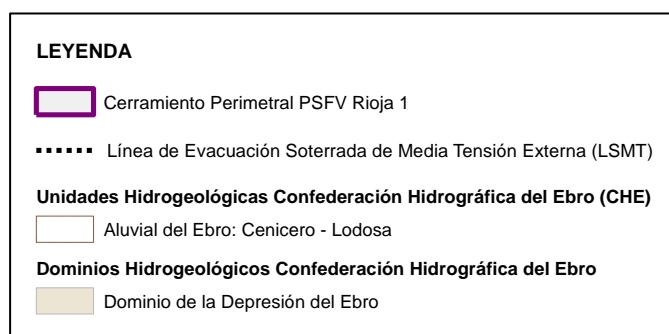 LEYENDA
Cerramiento Perimetral PSFV Rioja 1
Línea de Evacuación Soterrada de Media Tensión Externa (LSMT)
Unidades Hidrogeológicas Confederación Hidrográfica del Ebro (CHE)
Aluvial del Ebro: Cenicero - Lodosa
Dominios Hidrogeológicos Confederación Hidrográfica del Ebro
Dominio de la Depresión del Ebro